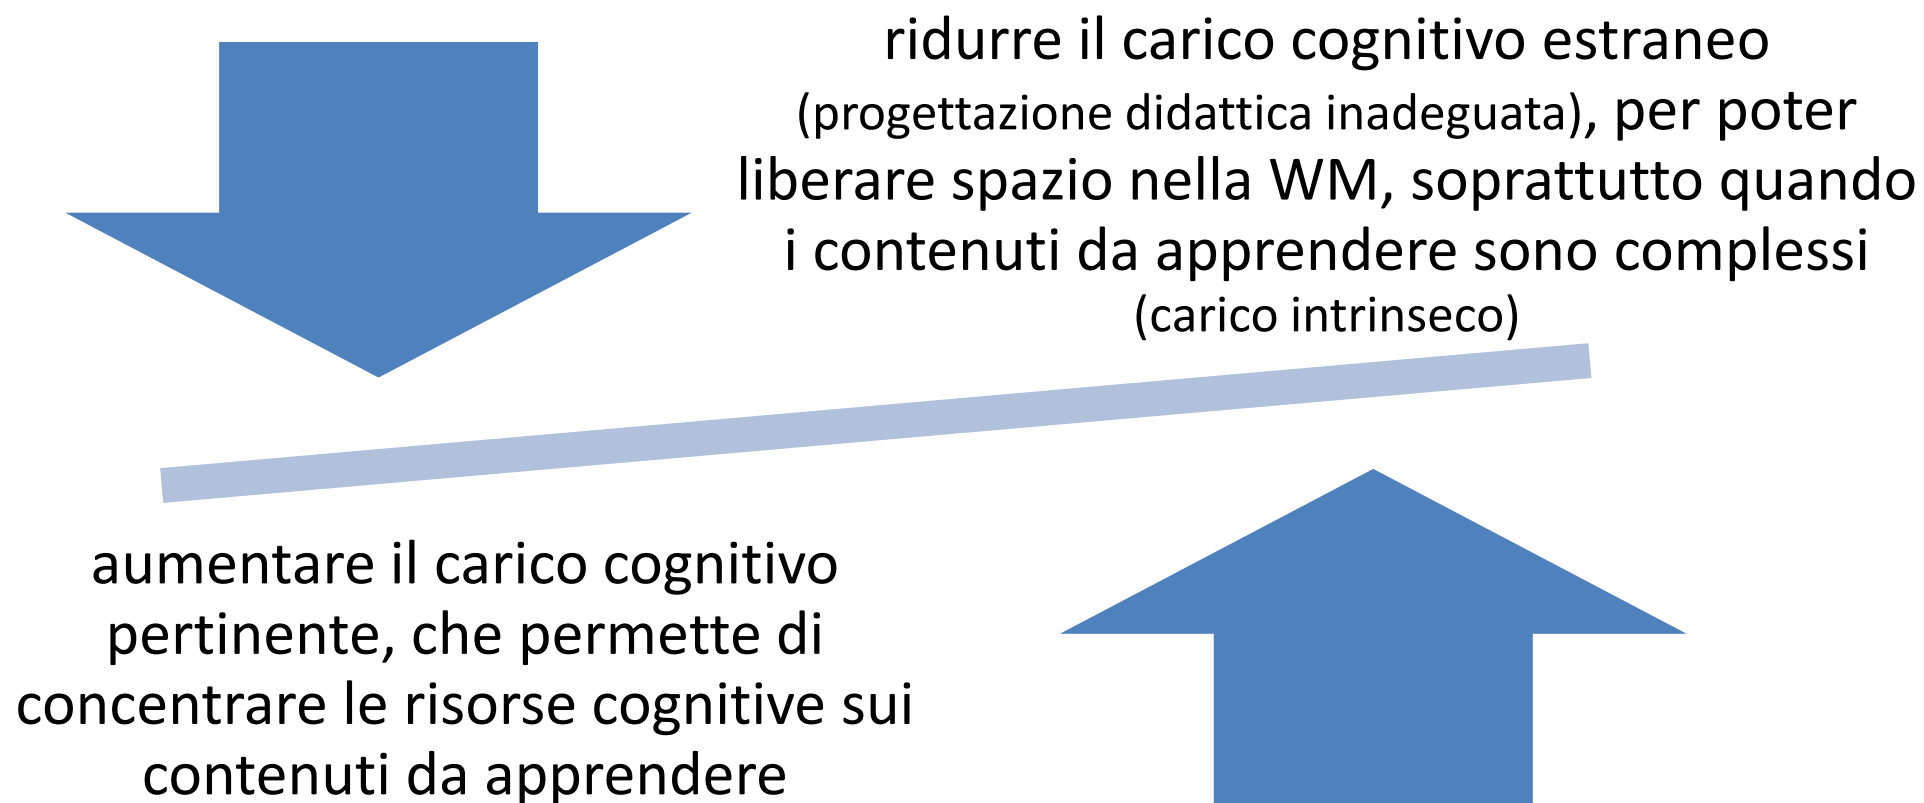 ridurre il carico cognitivo estraneo
(progettazione didattica inadeguata), per poter
liberare spazio nella WM, soprattutto quando
i contenuti da apprendere sono complessi
(carico intrinseco)
aumentare il carico cognitivo
pertinente, che permette di
concentrare le risorse cognitive sui
contenuti da apprendere